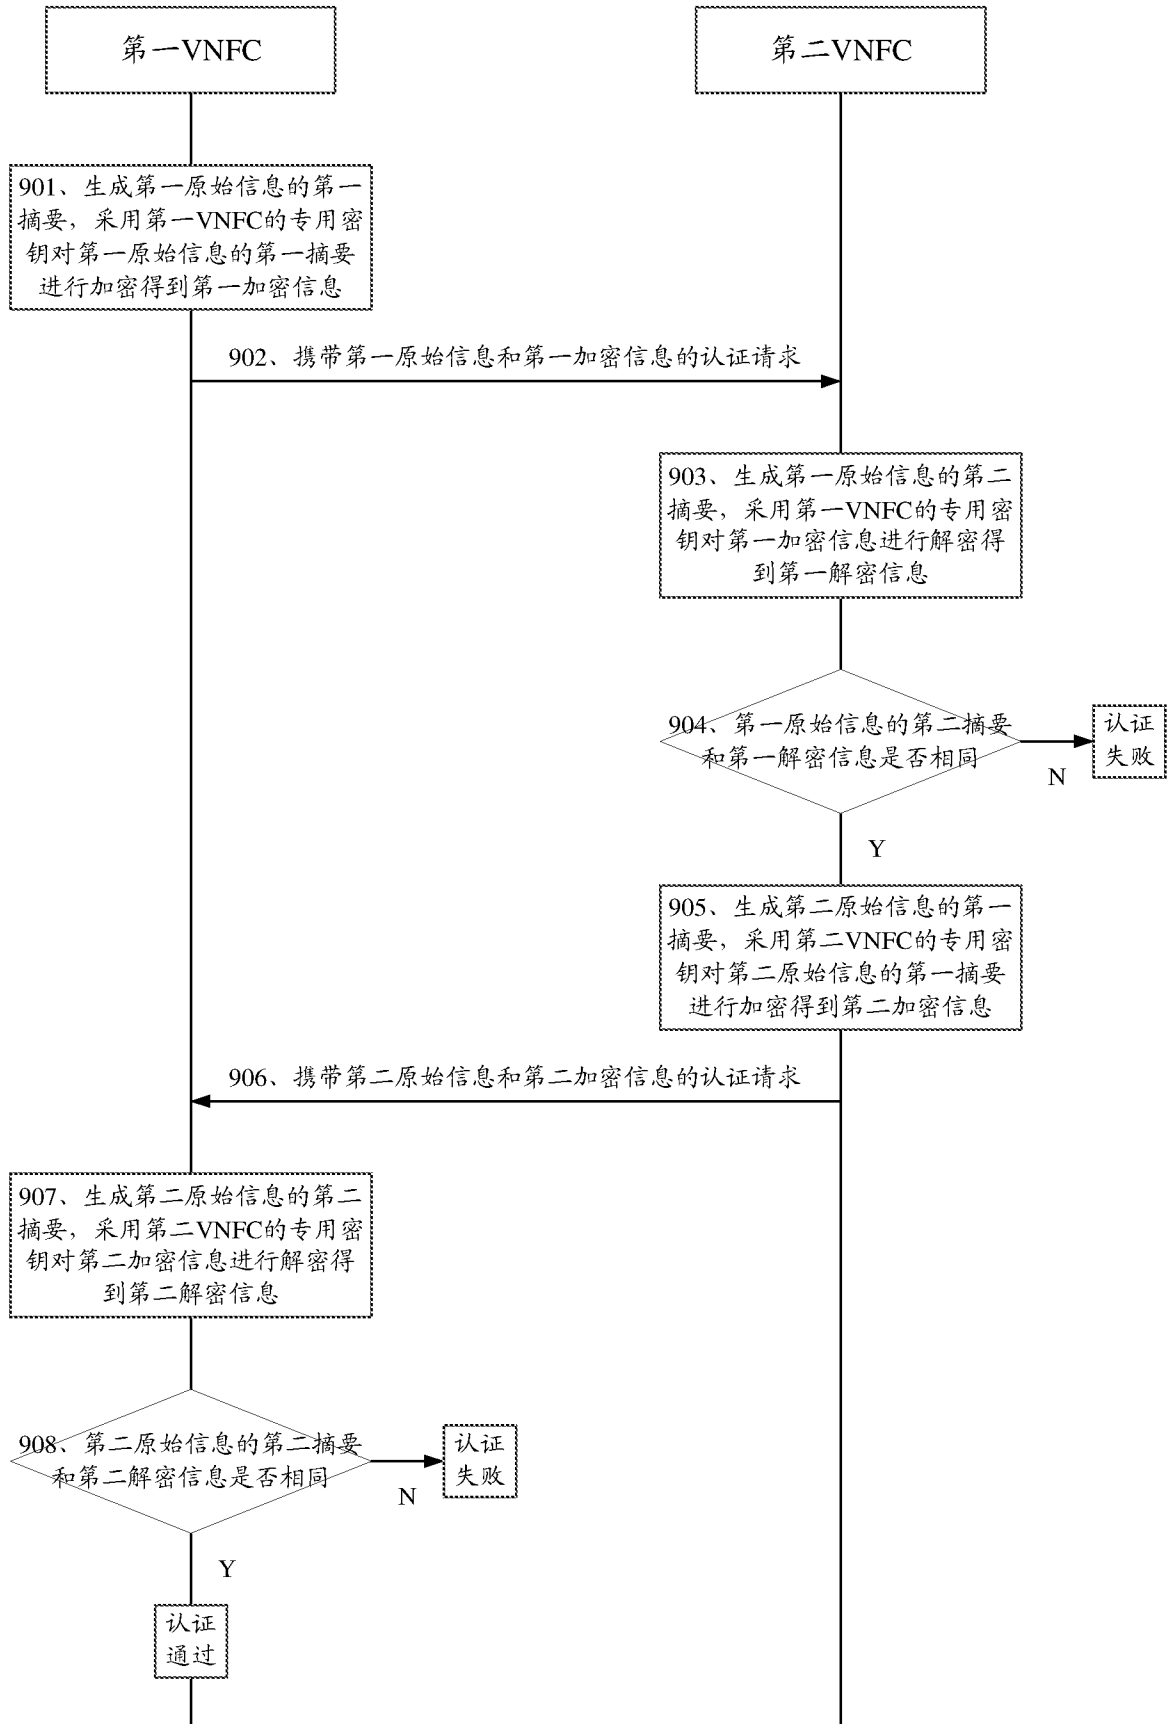 第一VNFC
第二VNFC
901、生成第一原始信息的第一
摘要，采用第一VNFC的专用密
钥对第一原始信息的第一摘要
进行加密得到第一加密信息
902、携带第一原始信息和第一加密信息的认证请求
903、生成第一原始信息的第二
摘要，采用第一VNFC的专用密
钥对第一加密信息进行解密得
到第一解密信息
904、第一原始信息的第二摘要
和第一解密信息是否相同
N
认证
失败
Y
905、生成第二原始信息的第一
摘要，采用第二VNFC的专用密
钥对第二原始信息的第一摘要
进行加密得到第二加密信息
906、携带第二原始信息和第二加密信息的认证请求
907、生成第二原始信息的第二
摘要，采用第二VNFC的专用密
钥对第二加密信息进行解密得
到第二解密信息
908、第二原始信息的第二摘要
和第二解密信息是否相同
N
认证
失败
Y
认证
通过